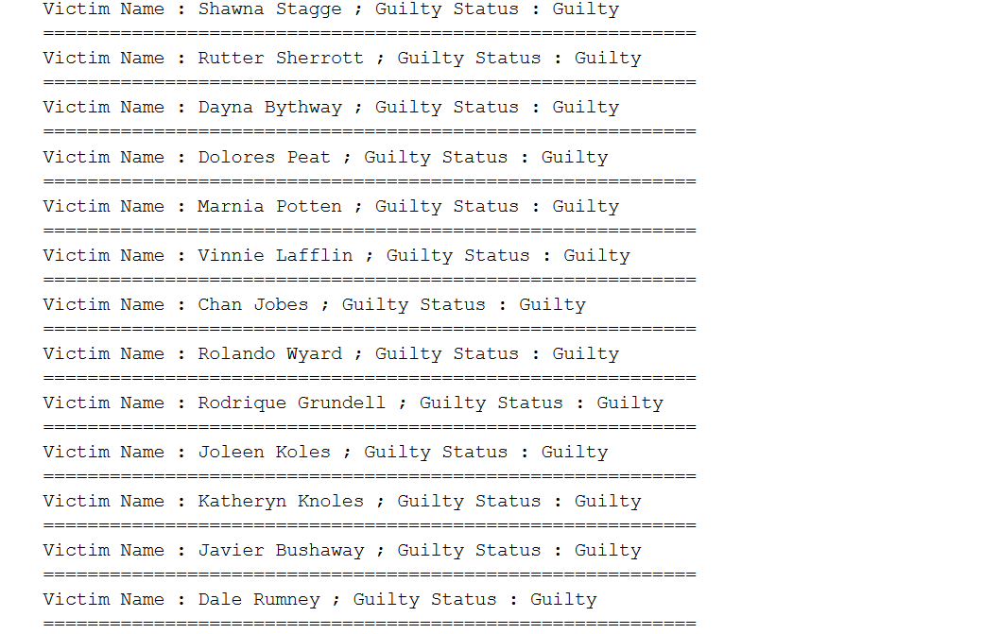 Victim Name : Shawna Stagge ; Guilty Status : Guilty
===========================================================
Victim Name : Rutter Sherrott ; Guilty Status : Guilty
===========================================================
Victim Name : Dayna Bythway ; Guilty Status : Guilty
===========================================================
Victim Name : Dolores Peat ; Guilty Status : Guilty
===========================================================
Victim Name : Marnia Potten ; Guilty Status : Guilty
===========================================================
Victim Name : Vinnie Lafflin ; Guilty Status : Guilty
===========================================================
Victim Name : Chan Jobes ; Guilty Status : Guilty
===========================================================
Victim Name : Rolando Wyard ; Guilty Status : Guilty
===========================================================
Victim Name : Rodrique Grundell ; Guilty Status : Guilty
===========================================================
Victim Name : Joleen Koles ; Guilty Status : Guilty
===========================================================
Victim Name : Katheryn Knoles ; Guilty Status : Guilty
===========================================================
Victim Name : Javier Bushaway ; Guilty Status : Guilty
===========================================================
Victim Name : Dale Rumney ; Guilty Status : Guilty
===========================================================